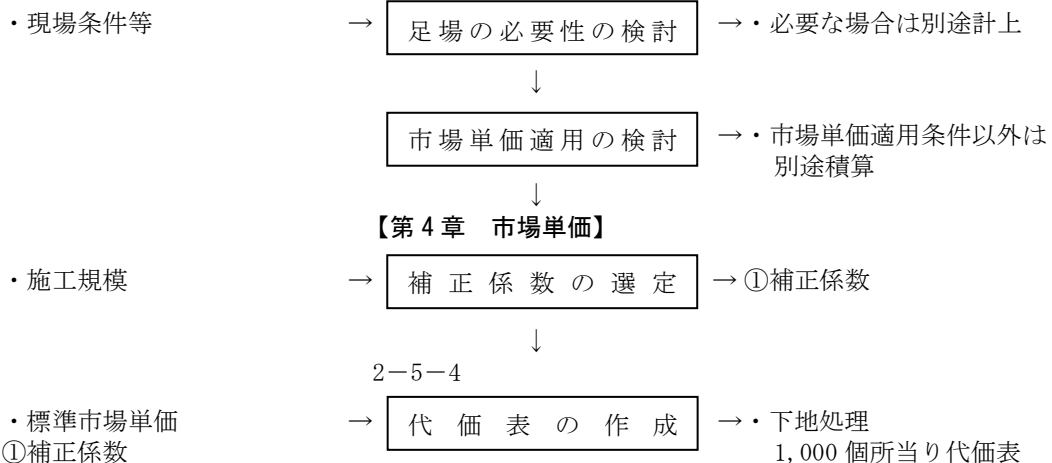 ・現場条件等 → 足場の必要性の検討 →・必要な場合は別途計上
↓
市場単価適用の検討 →・市場単価適用条件以外は
別途積算
↓
【第4章 市場単価】
・施工規模 → 補正係数の選定 →①補正係数
↓
2-5-4
・標準市場単価 → 代価表の作成 →・下地処理
①補正係数 1,000個所当り代価表